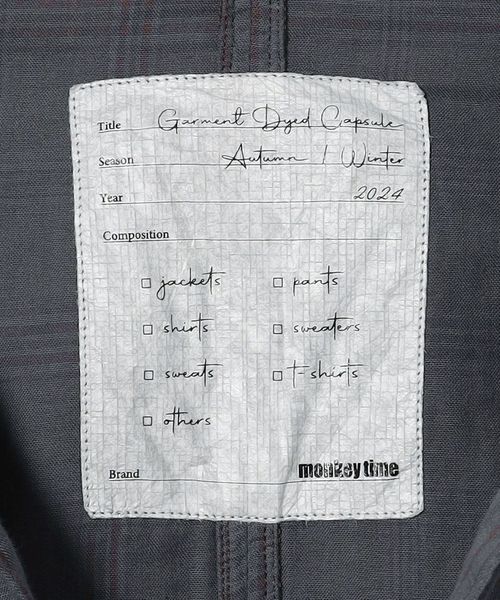 Title Garment Dyed Capsule
Season Autumn / Winter
Year 2024
Composition
☐ jackets ☐ pants
☐ shirts ☐ sweaters
☐ sweats ☐ t-shirts
☐ others
Brand monkey time